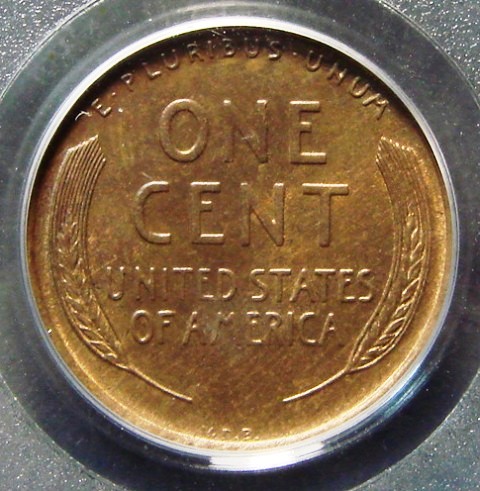 E·PLURIBUS·UNUM
ONE
CENT
UNITED STATES
OF AMERICA
V.D.B.